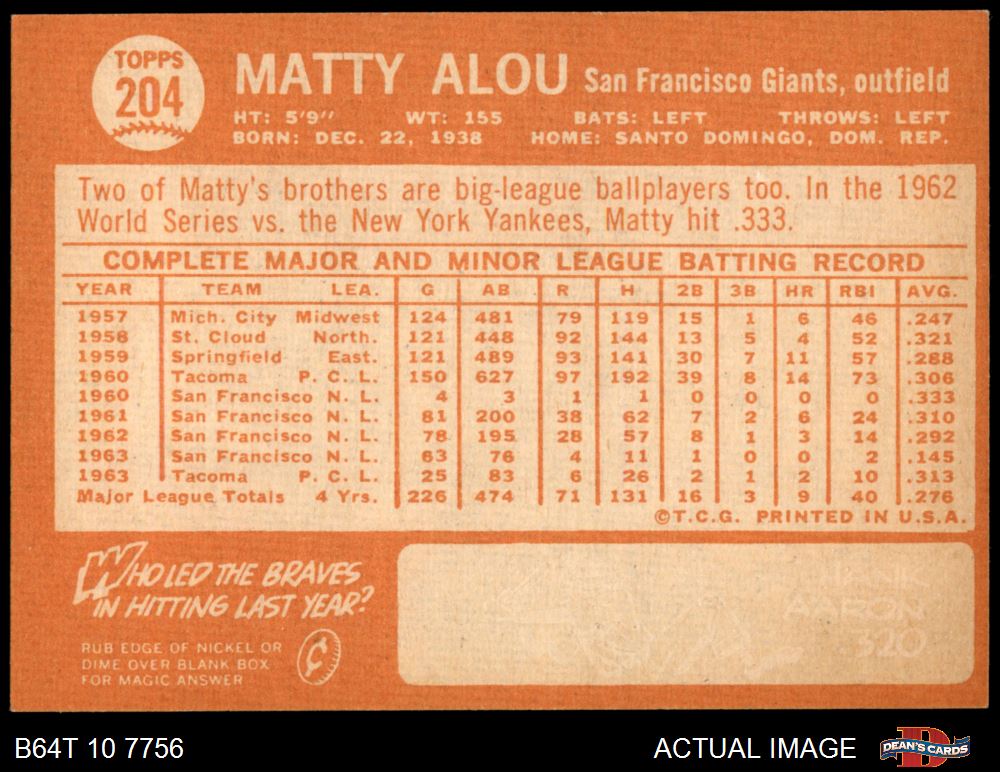 TOPPS
204
MATTY ALOU San Francisco Giants, outfield
HT: 5'9" WT: 155 BATS: LEFT THROWS: LEFT
BORN: DEC. 22, 1938 HOME: SANTO DOMINGO, DOM. REP.
Two of Matty's brothers are big-league ballplayers too. In the 1962
World Series vs. the New York Yankees, Matty hit .333.
COMPLETE MAJOR AND MINOR LEAGUE BATTING RECORD
YEAR TEAM LEA. G AB R H 2B 3B HR RBI AVG.
1957 Mich. City Midwest 124 481 79 119 15 1 6 46 .247
1958 St. Cloud North. 121 448 92 144 13 5 4 52 .321
1959 Springfield East. 121 489 93 141 30 7 11 57 .288
1960 Tacoma P. C. L. 150 627 97 192 39 8 14 73 .306
1960 San Francisco N. L. 4 3 1 1 0 0 0 0 .333
1961 San Francisco N. L. 81 200 38 62 7 2 6 24 .310
1962 San Francisco N. L. 78 195 28 57 8 1 3 14 .292
1963 San Francisco N. L. 63 76 4 11 1 0 0 2 .145
1963 Tacoma P. C. L. 25 83 6 26 2 1 2 10 .313
Major League Totals 4 Yrs. 226 474 71 131 16 3 9 40 .276
©T.C.G. PRINTED IN U.S.A.
WHO LED THE BRAVES
IN HITTING LAST YEAR?
RUB EDGE OF NICKEL OR
DIME OVER BLANK BOX
FOR MAGIC ANSWER
¢
HANK
AARON
.320
B64T 10 7756 ACTUAL IMAGE D DEAN'S CARDS